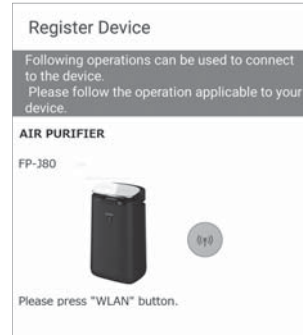 Register Device
Following operations can be used to connect
to the device.
Please follow the operation applicable to your
device.
AIR PURIFIER
FP-J80
Please press "WLAN" button.